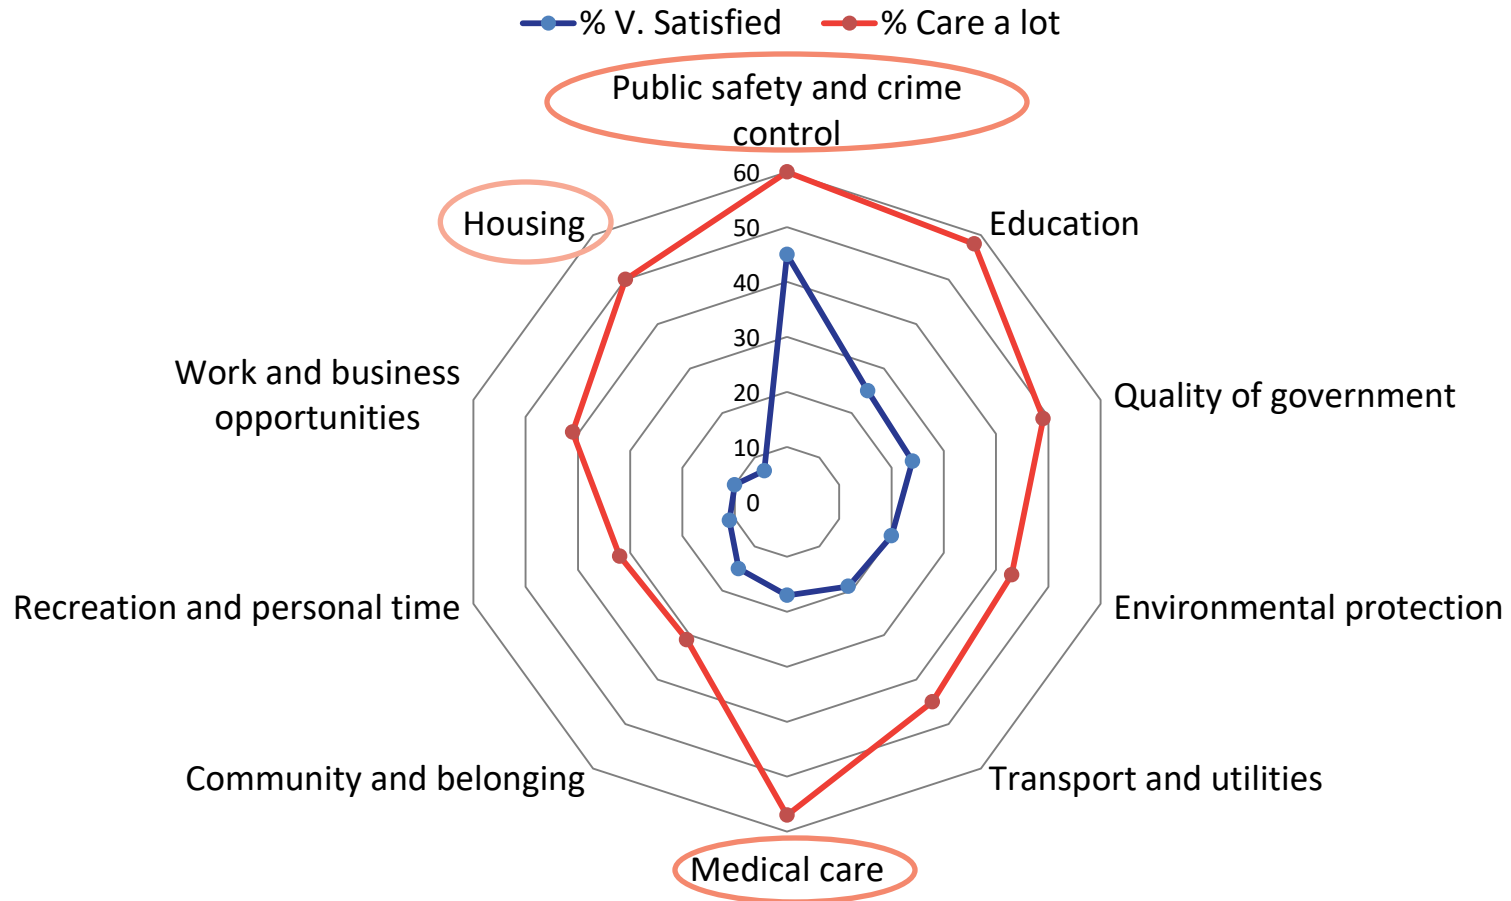 % V. Satisfied % Care a lot
Public safety and crime
control
60
Housing
Education
50
40
30
Work and business
opportunities
Quality of government
20
10
0
Recreation and personal time
Environmental protection
Community and belonging
Transport and utilities
Medical care